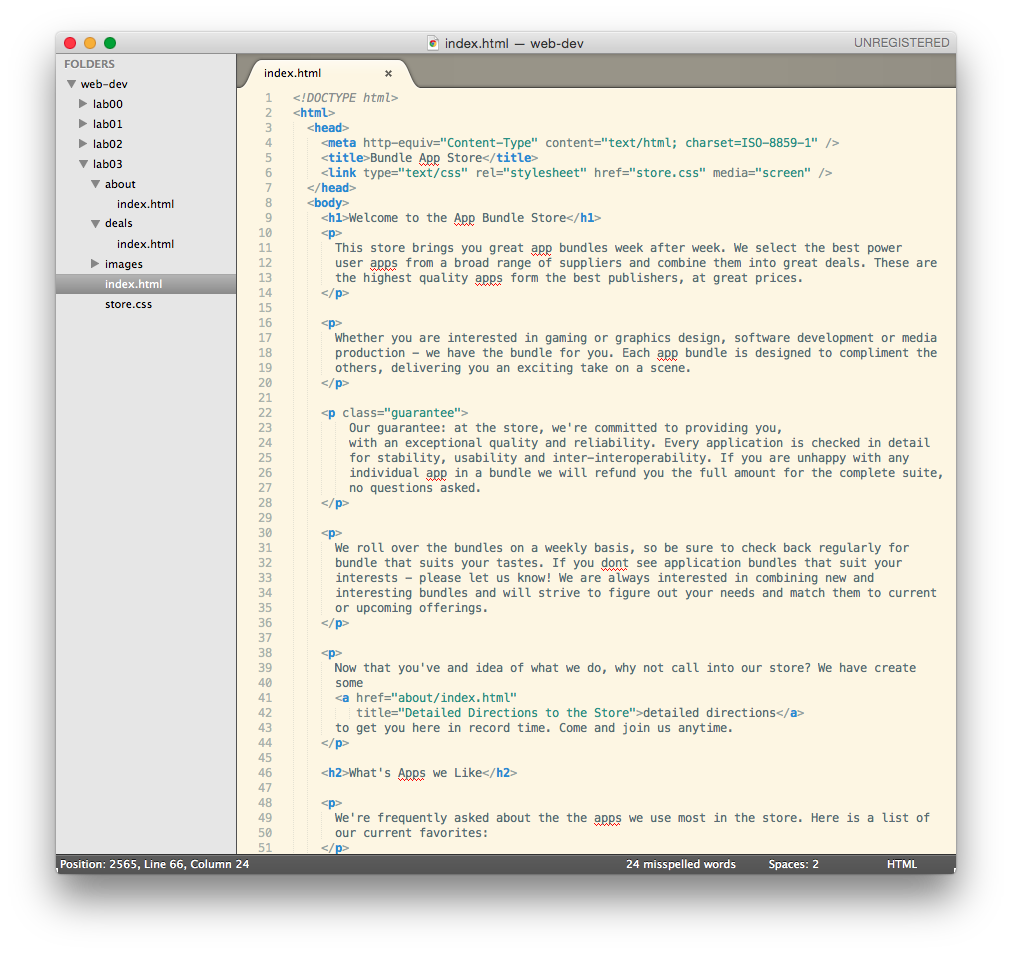 index.html — web-dev
UNREGISTERED
FOLDERS
web-dev
lab00
lab01
lab02
lab03
about
index.html
deals
index.html
images
index.html
store.css
index.html ×
1 <!DOCTYPE html>
2 <html>
3 <head>
4 <meta http-equiv="Content-Type" content="text/html; charset=ISO-8859-1" />
5 <title>Bundle App Store</title>
6 <link type="text/css" rel="stylesheet" href="store.css" media="screen" />
7 </head>
8 <body>
9 <h1>Welcome to the App Bundle Store</h1>
10 <p>
11 This store brings you great app bundles week after week. We select the best power
12 user apps from a broad range of suppliers and combine them into great deals. These are
13 the highest quality apps form the best publishers, at great prices.
14 </p>
15
16 <p>
17 Whether you are interested in gaming or graphics design, software development or media
18 production - we have the bundle for you. Each app bundle is designed to compliment the
19 others, delivering you an exciting take on a scene.
20 </p>
21
22 <p class="guarantee">
23 Our guarantee: at the store, we're committed to providing you,
24 with an exceptional quality and reliability. Every application is checked in detail
25 for stability, usability and inter-interoperability. If you are unhappy with any
26 individual app in a bundle we will refund you the full amount for the complete suite,
27 no questions asked.
28 </p>
29
30 <p>
31 We roll over the bundles on a weekly basis, so be sure to check back regularly for
32 bundle that suits your tastes. If you dont see application bundles that suit your
33 interests - please let us know! We are always interested in combining new and
34 interesting bundles and will strive to figure out your needs and match them to current
35 or upcoming offerings.
36 </p>
37
38 <p>
39 Now that you've and idea of what we do, why not call into our store? We have create
40 some
41 <a href="about/index.html"
42 title="Detailed Directions to the Store">detailed directions</a>
43 to get you here in record time. Come and join us anytime.
44 </p>
45
46 <h2>What's Apps we Like</h2>
47
48 <p>
49 We're frequently asked about the the apps we use most in the store. Here is a list of
50 our current favorites:
51 </p>
Position: 2565, Line 66, Column 24
24 misspelled words
Spaces: 2
HTML